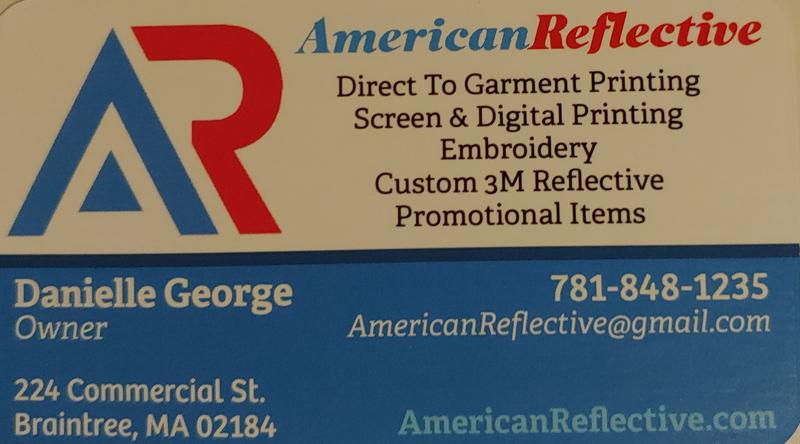 AR
AmericanReflective
Direct To Garment Printing
Screen & Digital Printing
Embroidery
Custom 3M Reflective
Promotional Items
Danielle George
Owner
781-848-1235
AmericanReflective@gmail.com
224 Commercial St.
Braintree, MA 02184
AmericanReflective.com